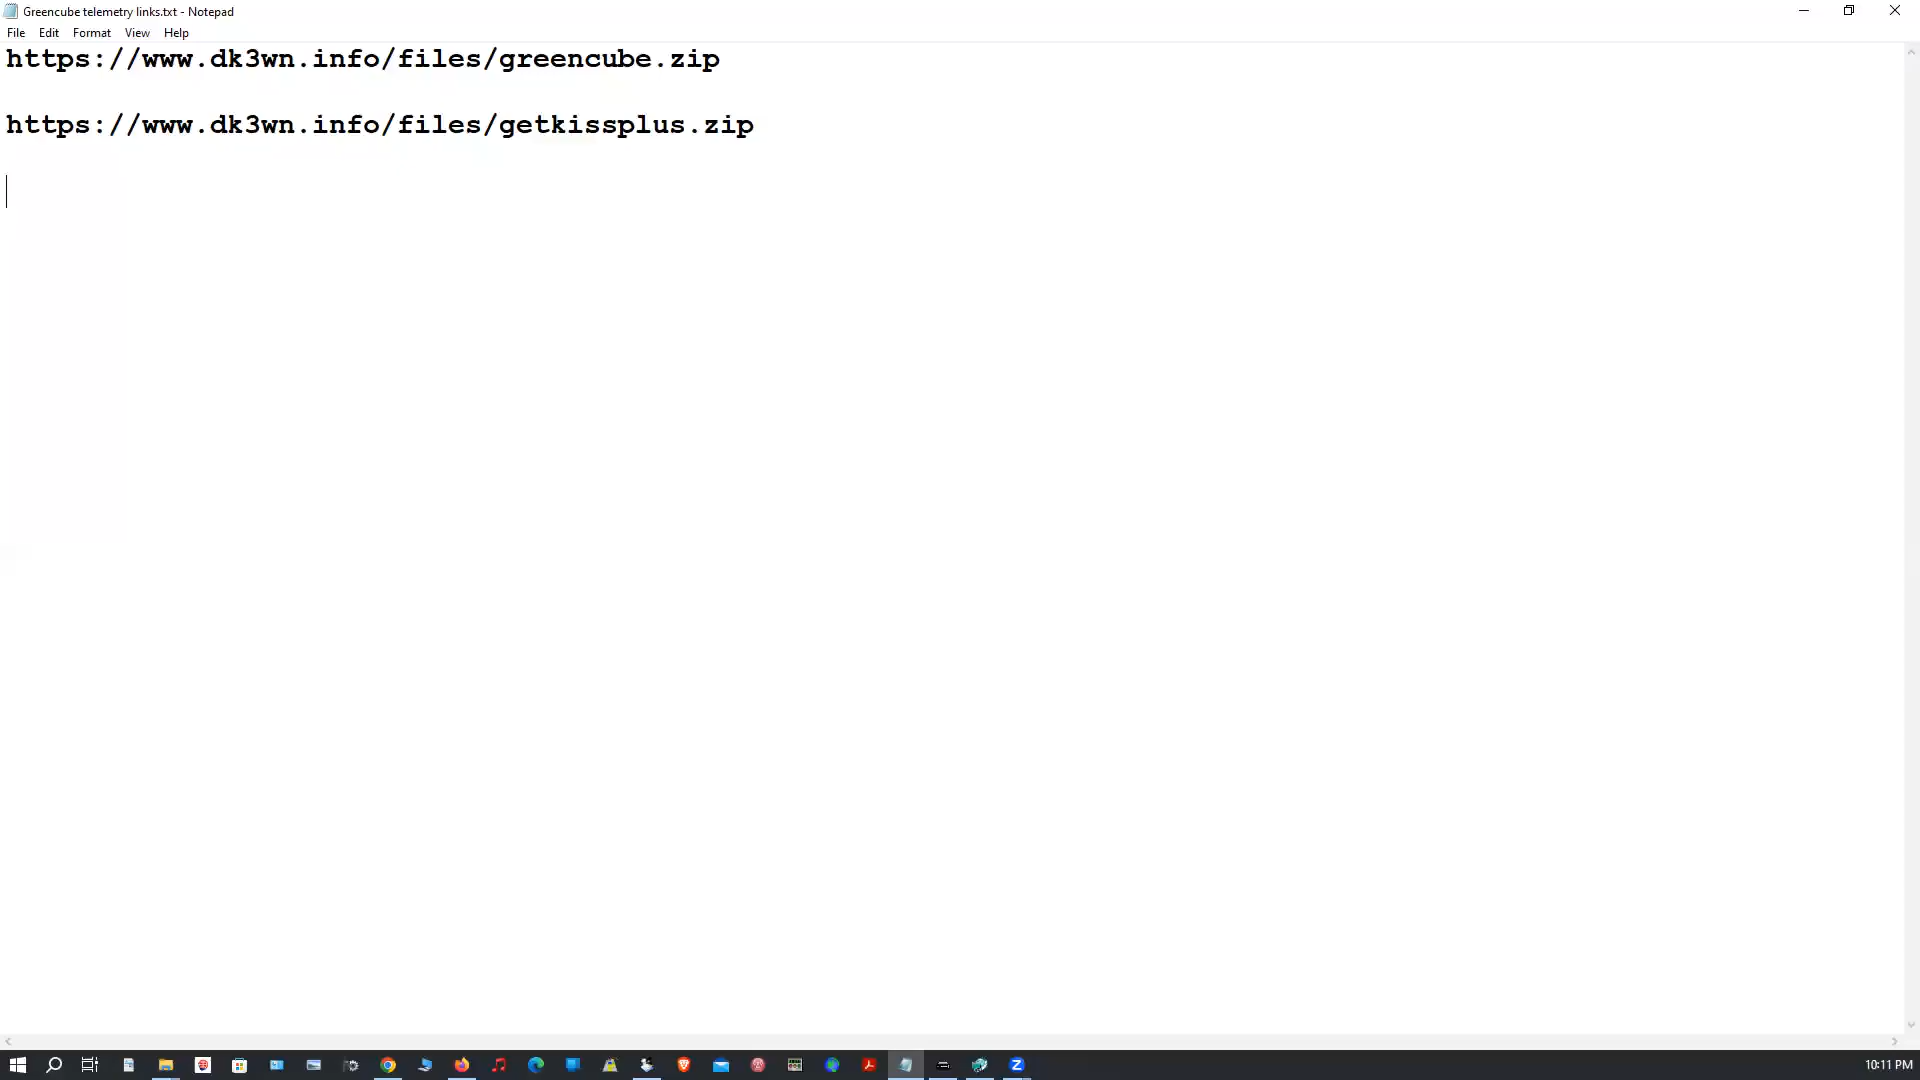 Greencube telemetry links.txt - Notepad
File Edit Format View Help
https://www.dk3wn.info/files/greencube.zip
https://www.dk3wn.info/files/getkissplus.zip
10:11 PM